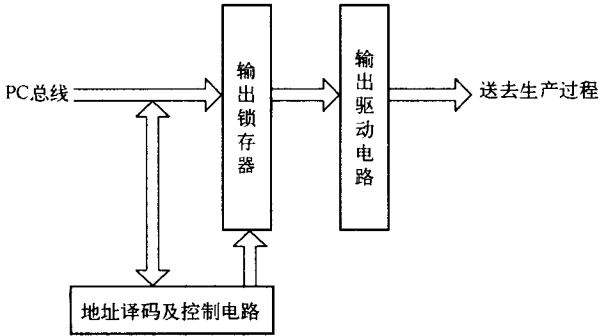 PC总线
输出锁存器
输出驱动电路
送去生产过程
地址译码及控制电路